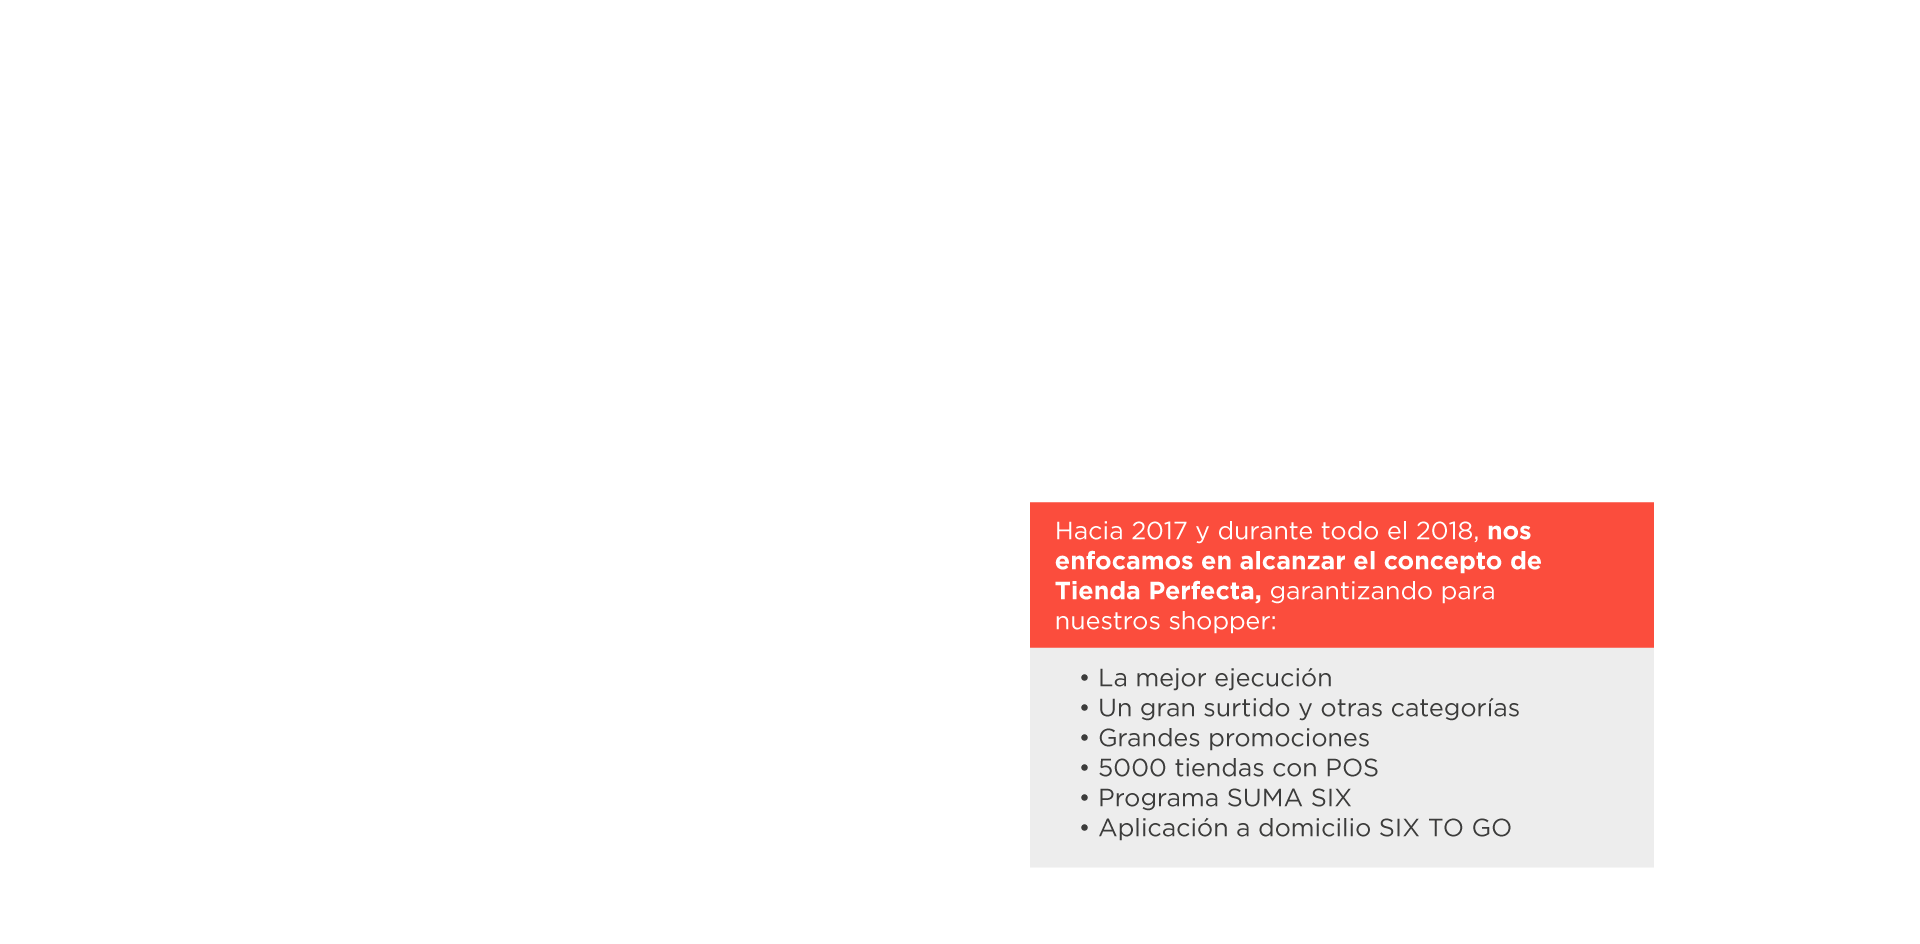 Hacia 2017 y durante todo el 2018, nos
enfocamos en alcanzar el concepto de
Tienda Perfecta, garantizando para
nuestros shopper:
• La mejor ejecución
• Un gran surtido y otras categorías
• Grandes promociones
• 5000 tiendas con POS
• Programa SUMA SIX
• Aplicación a domicilio SIX TO GO